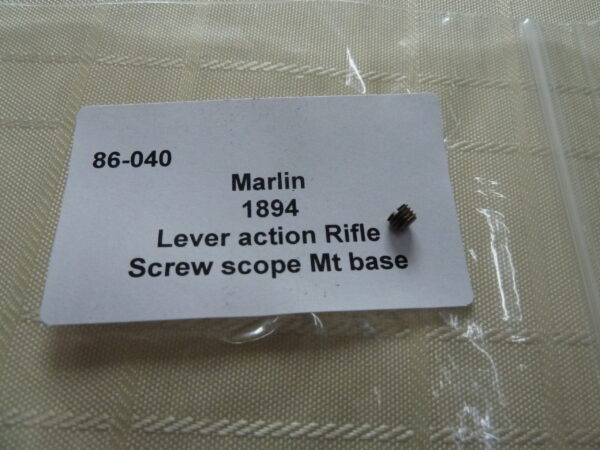 86-040
Marlin
1894
Lever action Rifle
Screw scope Mt base